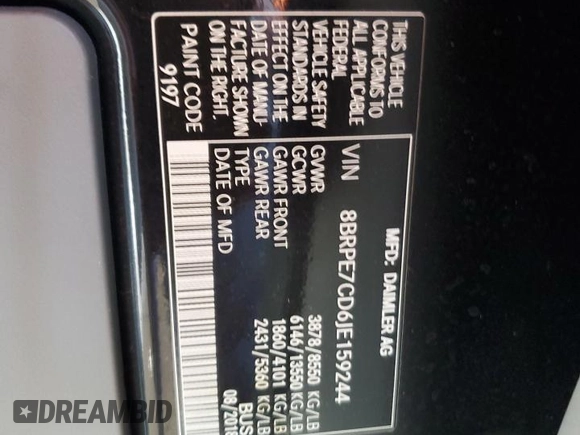 MFD: DAIMLER AG
VIN 8BRPE7CD6JE159244
GVWR 3878/8550 KG/LB
GCWR 6146/13550 KG/LB
GAWR FRONT 1860/4101 KG/LB
GAWR REAR 2431/5360 KG/LB
TYPE BUS
DATE OF MFD 08/2018
THIS VEHICLE
CONFORMS TO
ALL APPLICABLE
FEDERAL
VEHICLE SAFETY
STANDARDS IN
EFFECT ON THE
DATE OF MANU-
FACTURE SHOWN
ON THE RIGHT.
PAINT CODE
9197
DREAMBID